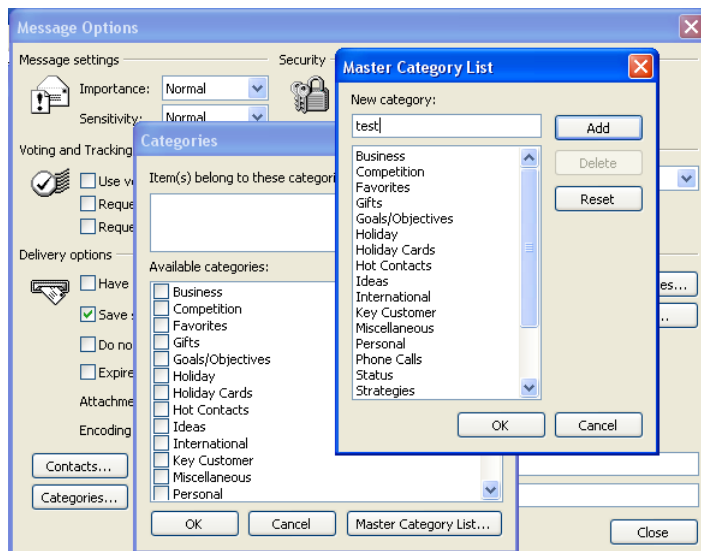 Message Options
Message settings
Security
Importance:
Normal
Sensitivity:
Normal
Voting and Tracking
Use v
Reque
Reque
Delivery options
Have
Save
Do no
Expire
Attachme
Encoding
Contacts...
Categories...
Close
es...
..
Categories
Item(s) belong to these categori
Available categories:
Business
Competition
Favorites
Gifts
Goals/Objectives
Holiday
Holiday Cards
Hot Contacts
Ideas
International
Key Customer
Miscellaneous
Personal
OK
Cancel
Master Category List...
Master Category List
New category:
test
Add
Delete
Reset
Business
Competition
Favorites
Gifts
Goals/Objectives
Holiday
Holiday Cards
Hot Contacts
Ideas
International
Key Customer
Miscellaneous
Personal
Phone Calls
Status
Strategies
OK
Cancel